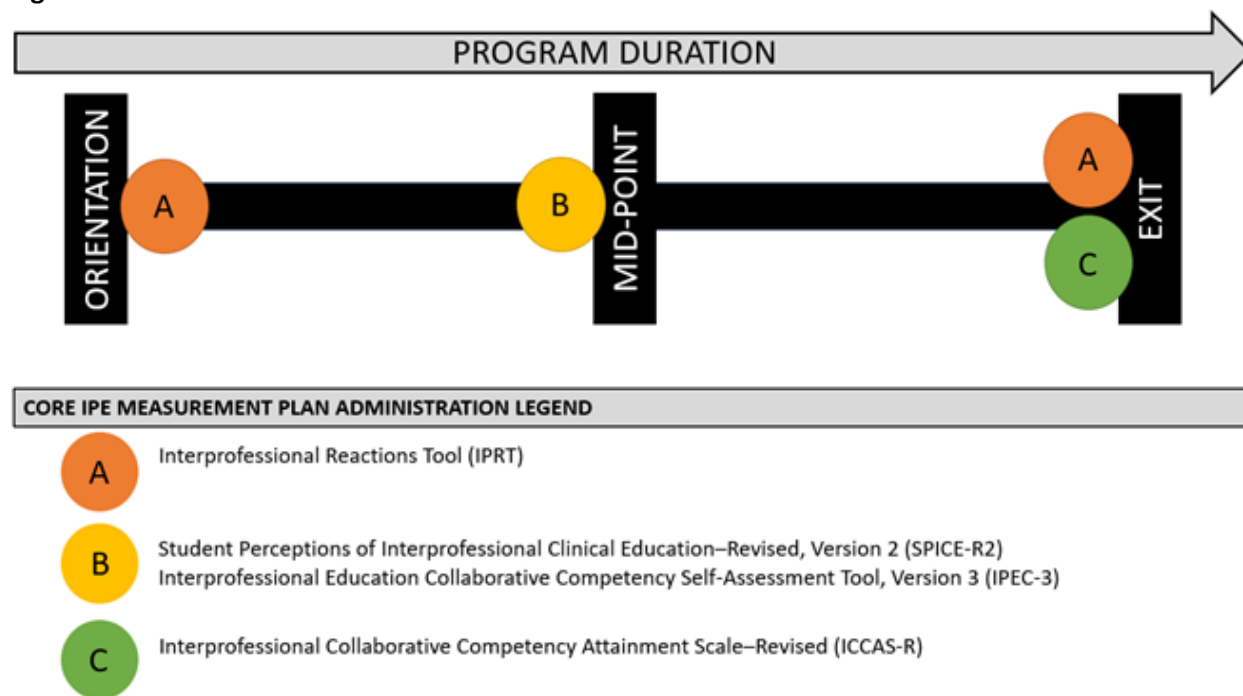 PROGRAM DURATION
ORIENTATION
A
B
MID-POINT
A
C
EXIT
CORE IPE MEASUREMENT PLAN ADMINISTRATION LEGEND
A
Interprofessional Reactions Tool (IPRT)
B
Student Perceptions of Interprofessional Clinical Education–Revised, Version 2 (SPICE-R2)
Interprofessional Education Collaborative Competency Self-Assessment Tool, Version 3 (IPEC-3)
C
Interprofessional Collaborative Competency Attainment Scale–Revised (ICCAS-R)